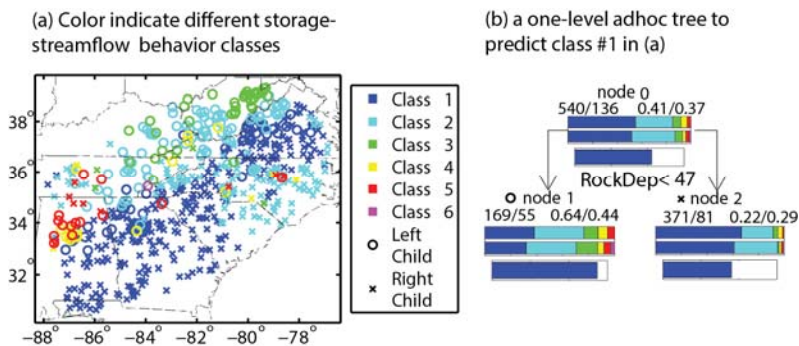 (a) Color indicate different storage-
streamflow behavior classes
(b) a one-level adhoc tree to
predict class #1 in (a)
38°
36°
34°
32°
−88° −86° −84° −82° −80° −78°
Class 1
Class 2
Class 3
Class 4
Class 5
Class 6
Left
Child
Right
Child
node 0
540/136 0.41/0.37
RockDep< 47
node 1
169/55 0.64/0.44
node 2
371/81 0.22/0.29